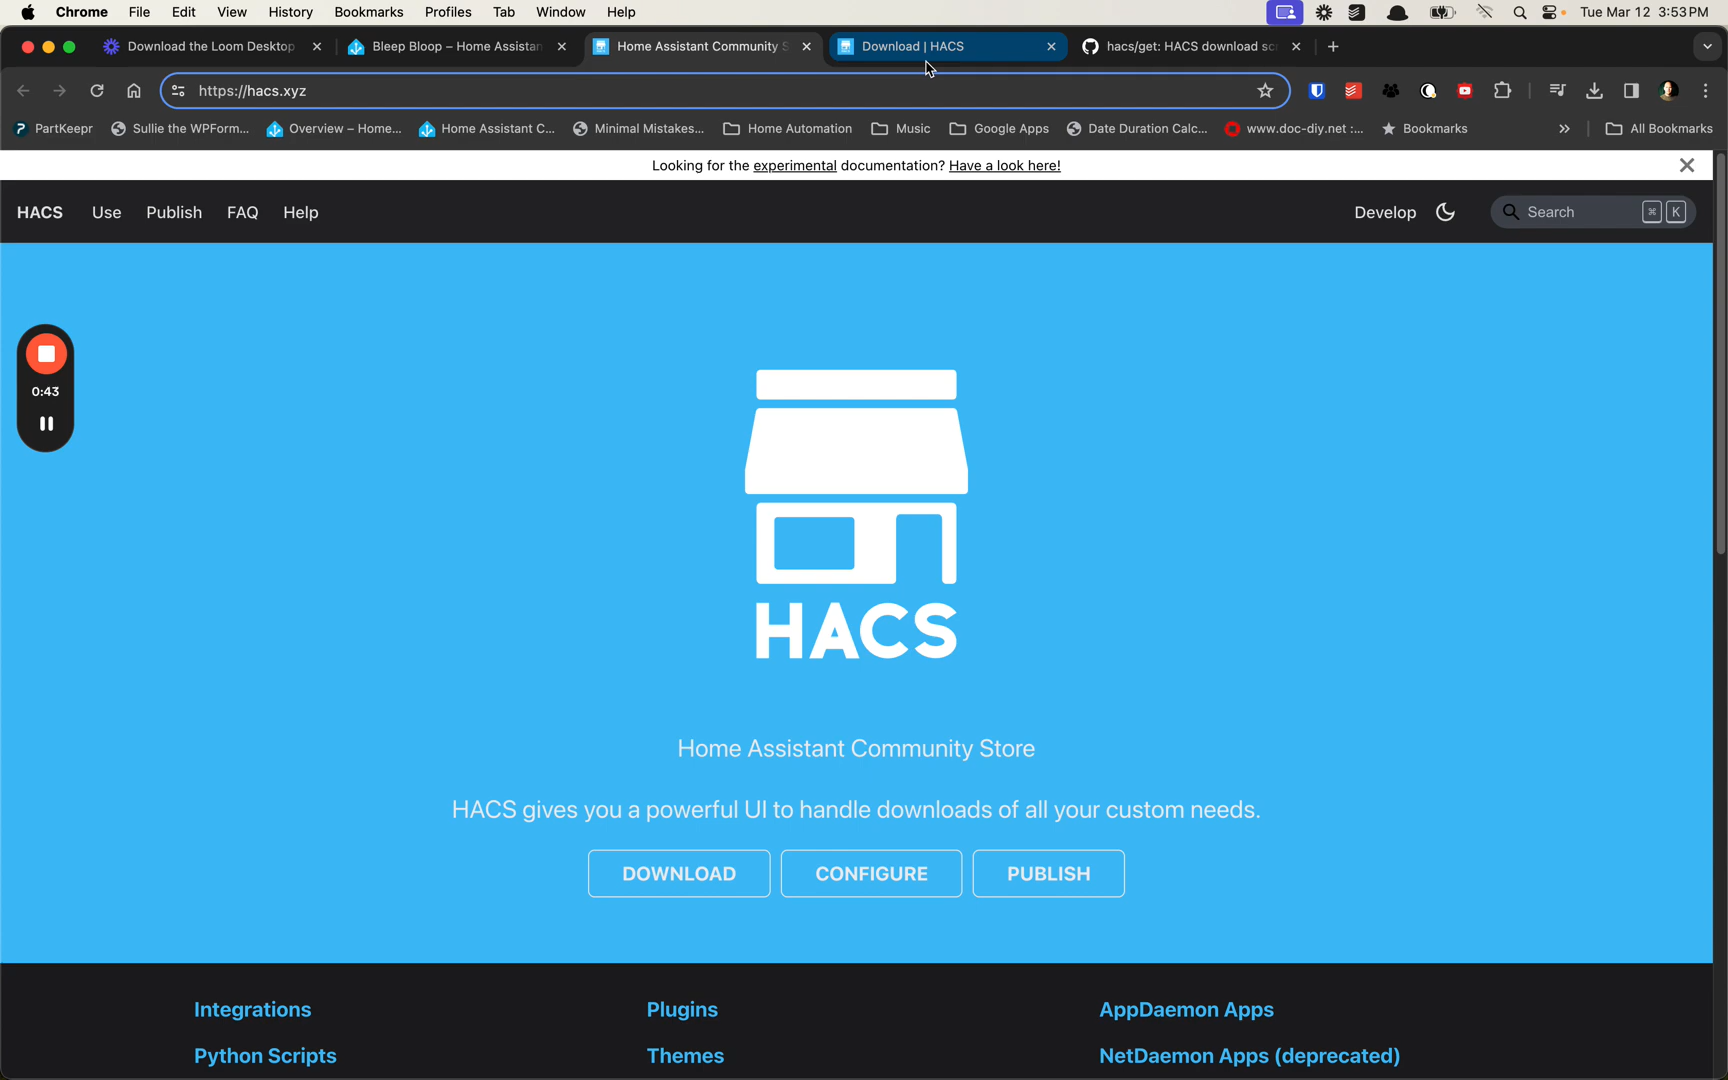 Chrome File Edit View History Bookmarks Profiles Tab Window Help Tue Mar 12 3:53 PM
Download the Loom Desktop Bleep Bloop – Home Assistan Home Assistant Community S Download | HACS hacs/get: HACS download scr
https://hacs.xyz
PartKeepr Sullie the WPForm... Overview – Home... Home Assistant C... Minimal Mistakes... Home Automation Music Google Apps Date Duration Calc... www.doc-diy.net :... Bookmarks All Bookmarks
Looking for the experimental documentation? Have a look here!
HACS Use Publish FAQ Help Develop Search ⌘ K
0:43
HACS
Home Assistant Community Store
HACS gives you a powerful UI to handle downloads of all your custom needs.
DOWNLOAD CONFIGURE PUBLISH
Integrations Plugins AppDaemon Apps
Python Scripts Themes NetDaemon Apps (deprecated)